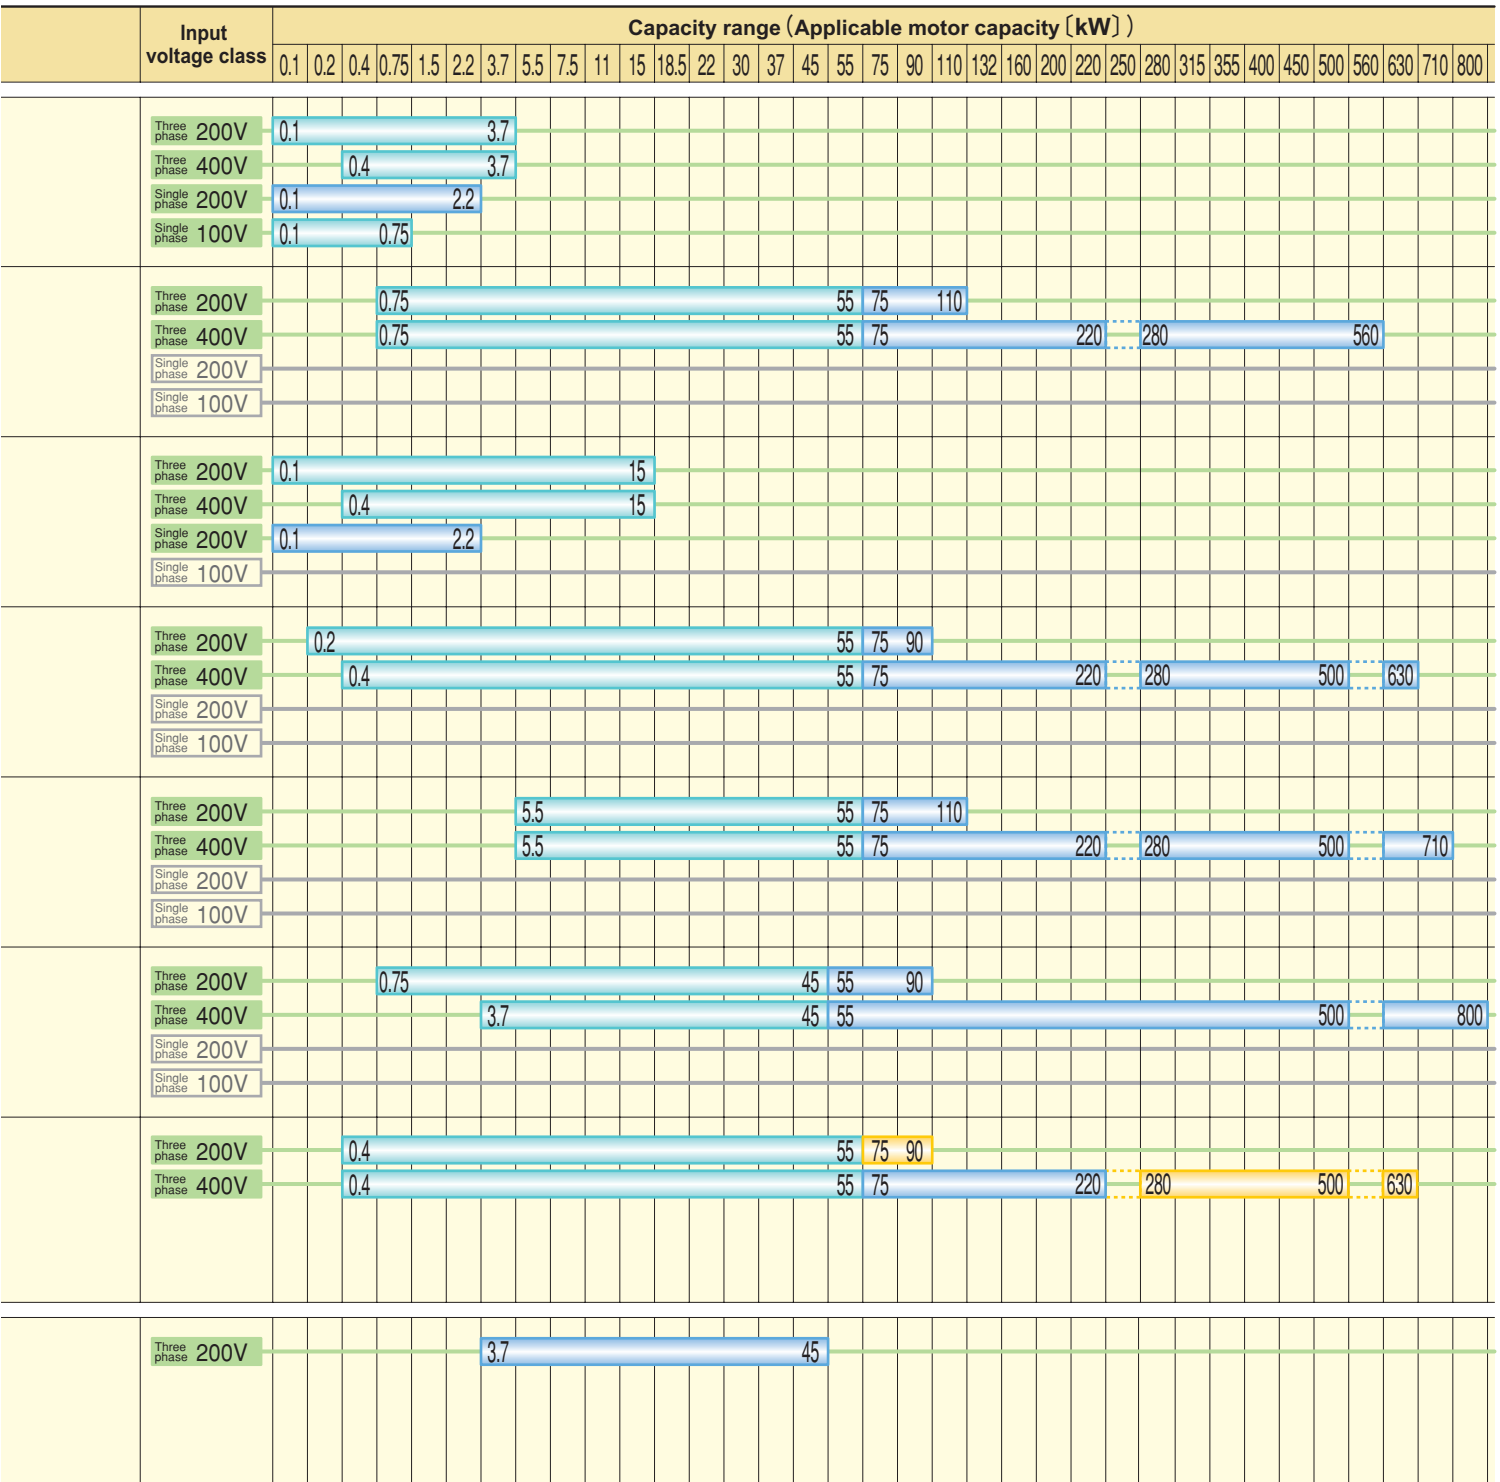 Input voltage class
Capacity range (Applicable motor capacity〔kW〕)
0.1 0.2 0.4 0.75 1.5 2.2 3.7 5.5 7.5 11 15 18.5 22 30 37 45 55 75 90 110 132 160 200 220 250 280 315 355 400 450 500 560 630 710 800
Three phase 200V 0.1 3.7
Three phase 400V 0.4 3.7
Single phase 200V 0.1 2.2
Single phase 100V 0.1 0.75
Three phase 200V 0.75 55 75 110
Three phase 400V 0.75 55 75 220 280 560
Single phase 200V
Single phase 100V
Three phase 200V 0.1 15
Three phase 400V 0.4 15
Single phase 200V 0.1 2.2
Single phase 100V
Three phase 200V 0.2 55 75 90
Three phase 400V 0.4 55 75 220 280 500 630
Single phase 200V
Single phase 100V
Three phase 200V 5.5 55 75 110
Three phase 400V 5.5 55 75 220 280 500 710
Single phase 200V
Single phase 100V
Three phase 200V 0.75 45 55 90
Three phase 400V 3.7 45 55 500 800
Single phase 200V
Single phase 100V
Three phase 200V 0.4 55 75 90
Three phase 400V 0.4 55 75 220 280 500 630
Three phase 200V 3.7 45